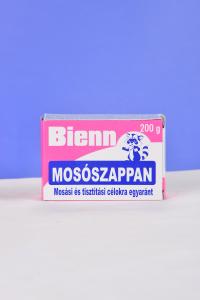 Bienn
200 g
MOSÓSZAPPAN
Mosási és tisztítási célokra egyaránt